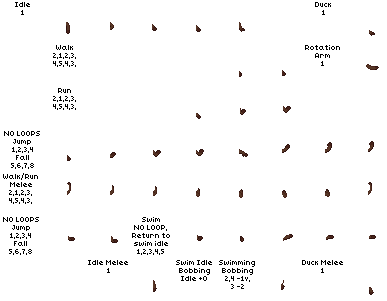 Idle
1
Duck
1
Walk
2,1,2,3,
4,5,4,3,
Rotation
Arm
1
Run
2,1,2,3,
4,5,4,3,
NO LOOPS
Jump
1,2,3,4
Fall
5,6,7,8
Walk/Run
Melee
2,1,2,3,
4,5,4,3,
NO LOOPS
Jump
1,2,3,4
Fall
5,6,7,8
Swim
NO LOOP,
Return to
swim idle
1,2,3,4,5
Idle Melee
1
Swim Idle
Bobbing
Idle +0
Swimming
Bobbing
2,4 -1v,
3 -2
Duck Melee
1